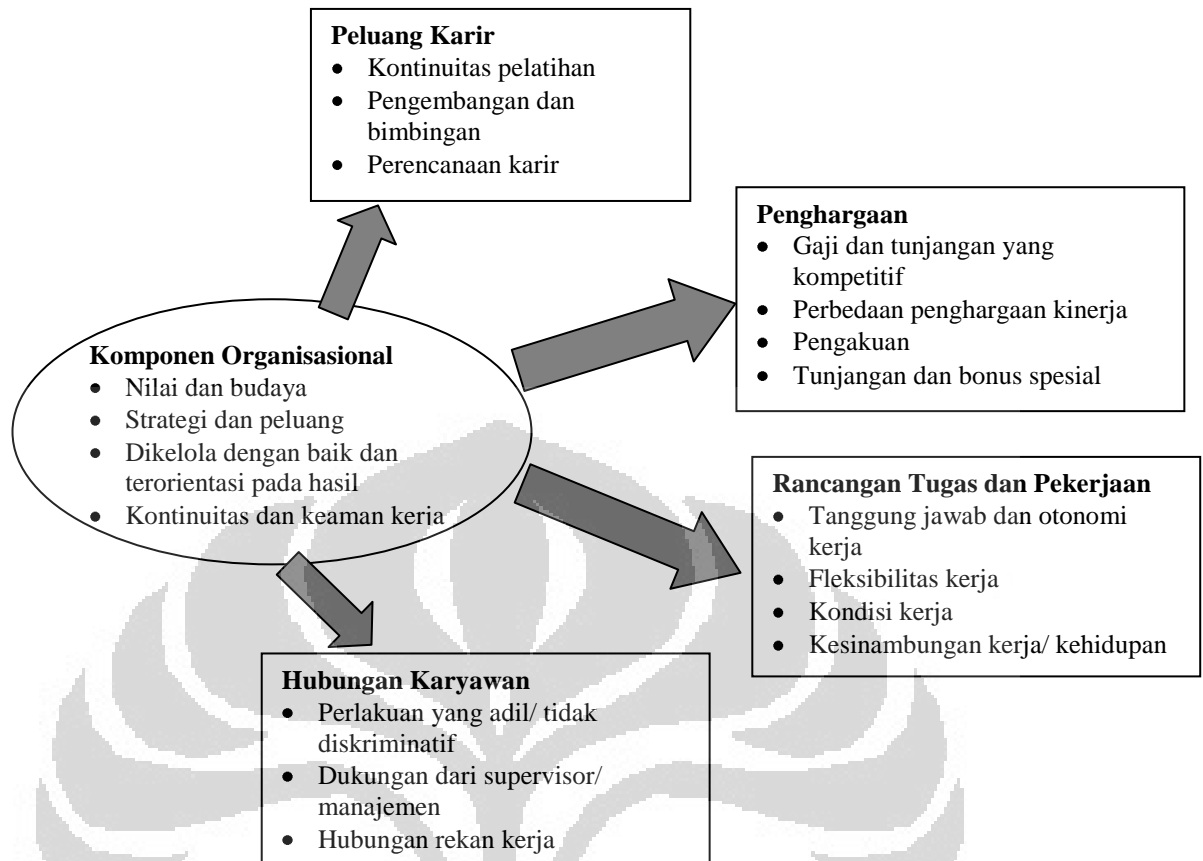 Peluang Karir
• Kontinuitas pelatihan
• Pengembangan dan
bimbingan
• Perencanaan karir
Penghargaan
• Gaji dan tunjangan yang
kompetitif
• Perbedaan penghargaan kinerja
• Pengakuan
• Tunjangan dan bonus spesial
Komponen Organisasional
• Nilai dan budaya
• Strategi dan peluang
• Dikelola dengan baik dan
terorientasi pada hasil
• Kontinuitas dan keaman kerja
Rancangan Tugas dan Pekerjaan
• Tanggung jawab dan otonomi
kerja
• Fleksibilitas kerja
• Kondisi kerja
• Kesinambungan kerja/ kehidupan
Hubungan Karyawan
• Perlakuan yang adil/ tidak
diskriminatif
• Dukungan dari supervisor/
manajemen
• Hubungan rekan kerja